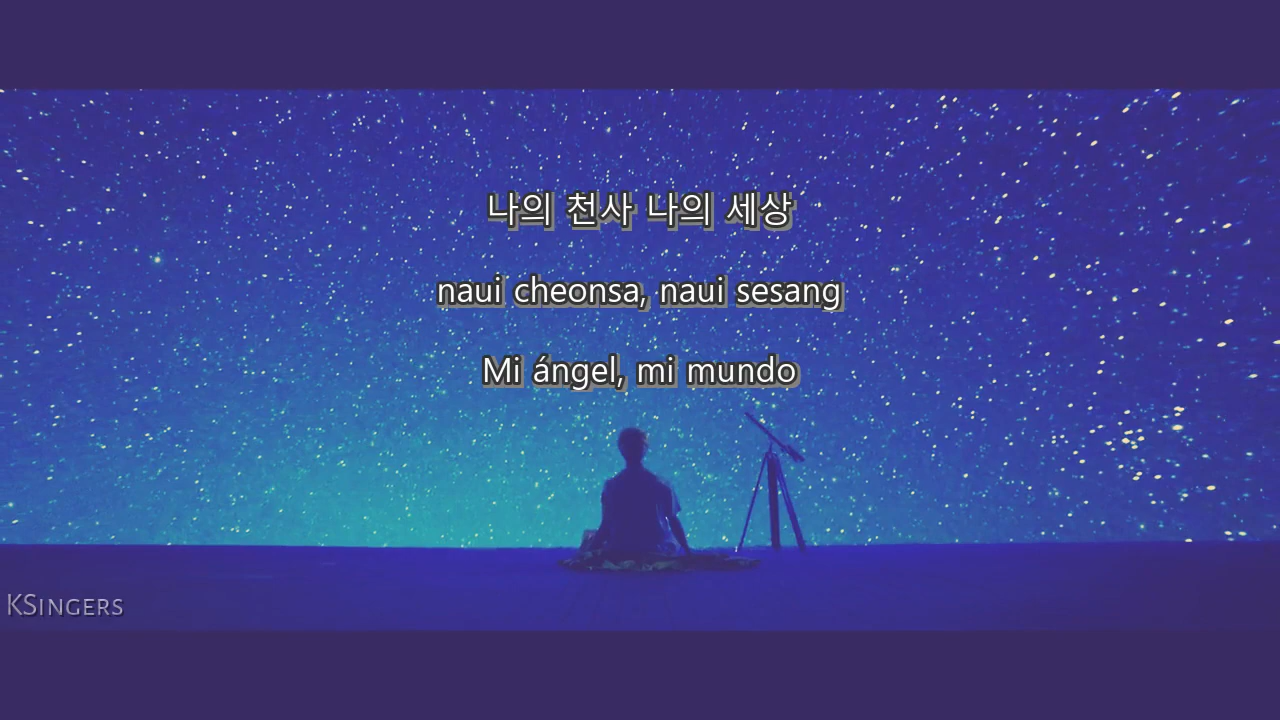 나의 천사 나의 세상
naui cheonsa, naui sesang
Mi ángel, mi mundo
KSingers